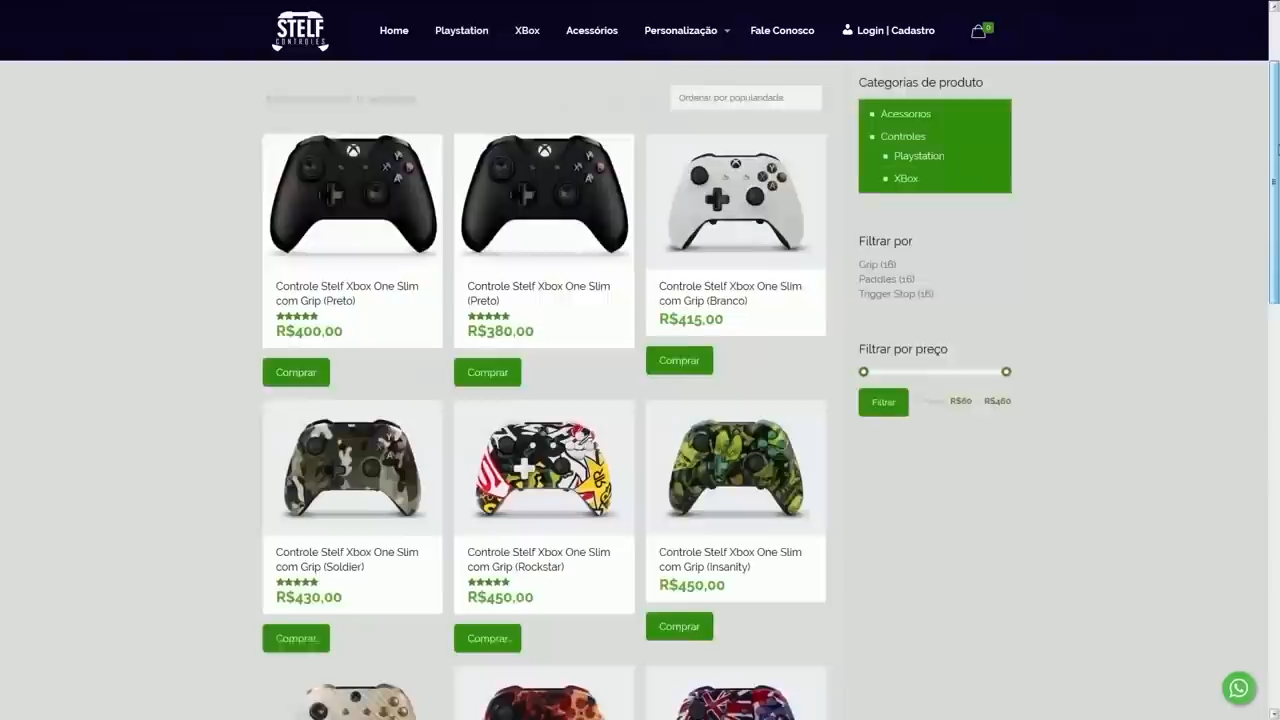 STELF
CONTROLES
Home
Playstation
XBox
Acessórios
Personalização
Fale Conosco
Login | Cadastro
0
Ordenar por popularidade
Controle Stelf Xbox One Slim
com Grip (Preto)
R$400,00
Comprar
Controle Stelf Xbox One Slim
(Preto)
R$380,00
Comprar
Controle Stelf Xbox One Slim
com Grip (Branco)
R$415,00
Comprar
Controle Stelf Xbox One Slim
com Grip (Soldier)
R$430,00
Comprar
Controle Stelf Xbox One Slim
com Grip (Rockstar)
R$450,00
Comprar
Controle Stelf Xbox One Slim
com Grip (Insanity)
R$450,00
Comprar
Categorias de produto
Acessorios
Controles
Playstation
XBox
Filtrar por
Grip (16)
Paddles (16)
Trigger Stop (16)
Filtrar por preço
Filtrar
R$60
R$460